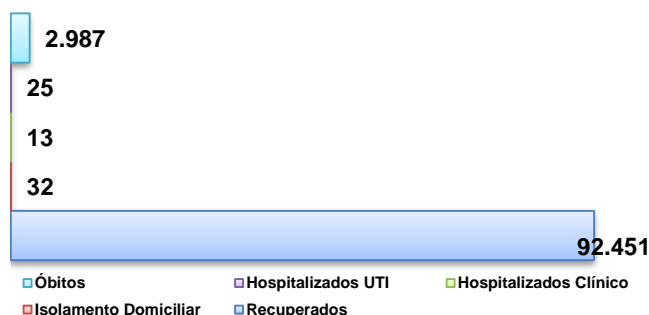 2.987
25
13
32
92.451
Óbitos Hospitalizados UTI Hospitalizados Clínico
Isolamento Domiciliar Recuperados